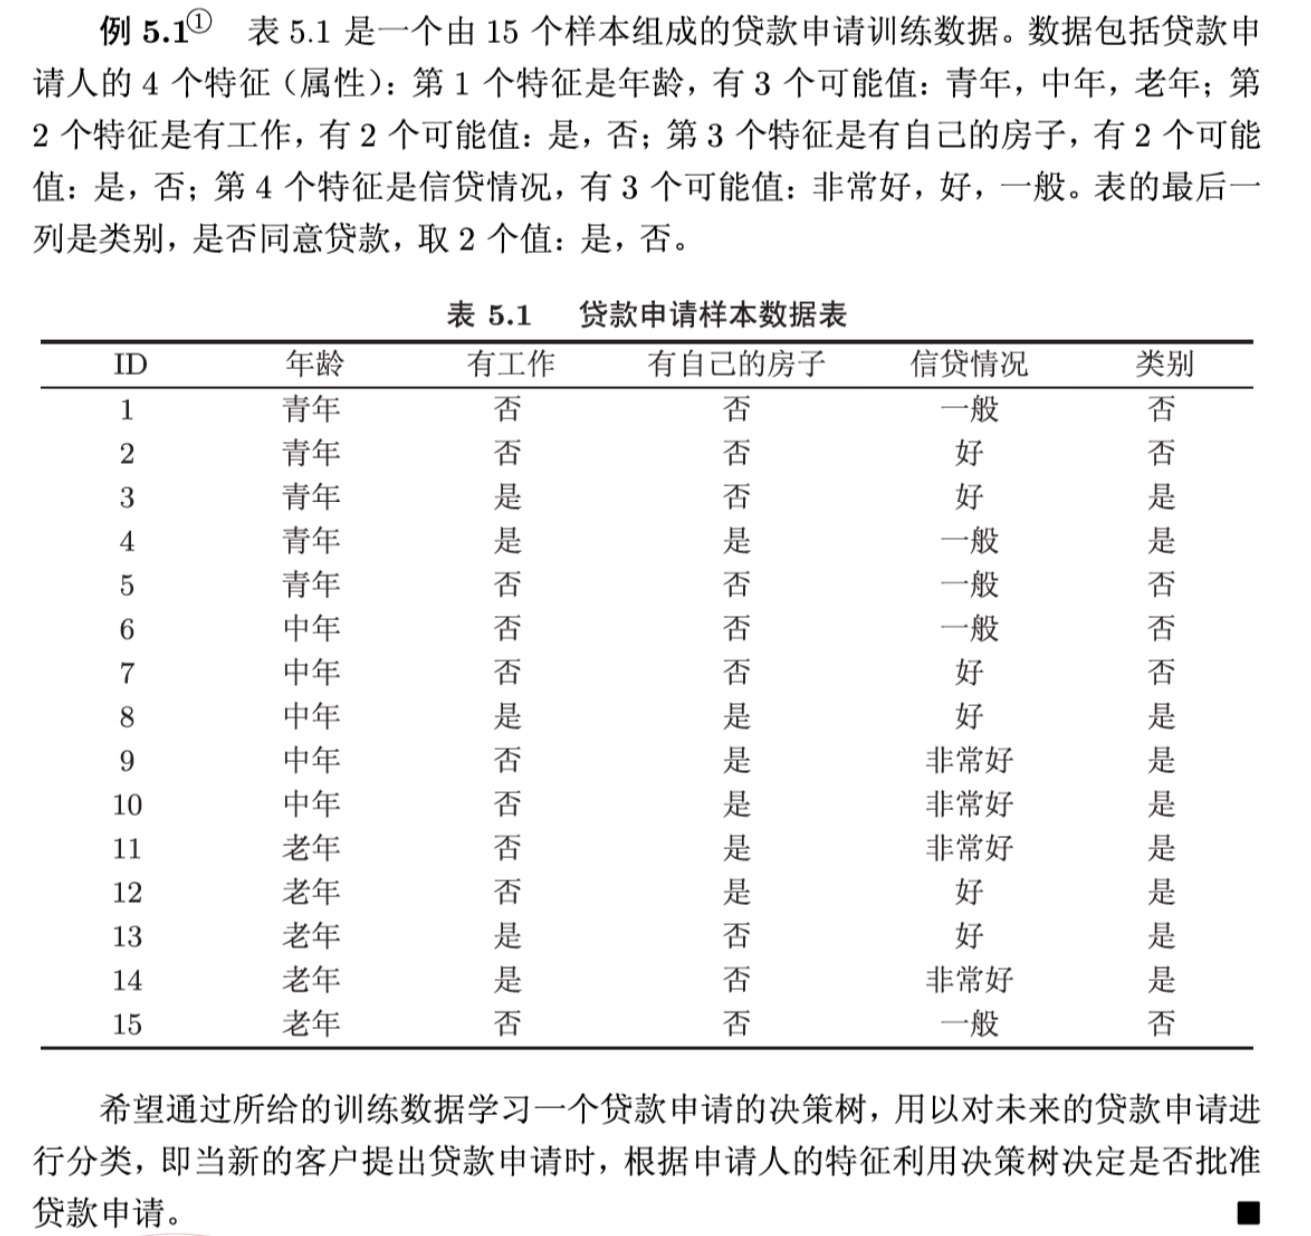 例 5.1① 表 5.1 是一个由 15 个样本组成的贷款申请训练数据。数据包括贷款申
请人的 4 个特征（属性）：第 1 个特征是年龄，有 3 个可能值：青年，中年，老年；第
2 个特征是有工作，有 2 个可能值：是，否；第 3 个特征是有自己的房子，有 2 个可能
值：是，否；第 4 个特征是信贷情况，有 3 个可能值：非常好，好，一般。表的最后一
列是类别，是否同意贷款，取 2 个值：是，否。
表 5.1 贷款申请样本数据表
ID 年龄 有工作 有自己的房子 信贷情况 类别
1 青年 否 否 一般 否
2 青年 否 否 好 否
3 青年 是 否 好 是
4 青年 是 是 一般 是
5 青年 否 否 一般 否
6 中年 否 否 一般 否
7 中年 否 否 好 否
8 中年 是 是 好 是
9 中年 否 是 非常好 是
10 中年 否 是 非常好 是
11 老年 否 是 非常好 是
12 老年 否 是 好 是
13 老年 是 否 好 是
14 老年 是 否 非常好 是
15 老年 否 否 一般 否
希望通过所给的训练数据学习一个贷款申请的决策树，用以对未来的贷款申请进
行分类，即当新的客户提出贷款申请时，根据申请人的特征利用决策树决定是否批准
贷款申请。 ■